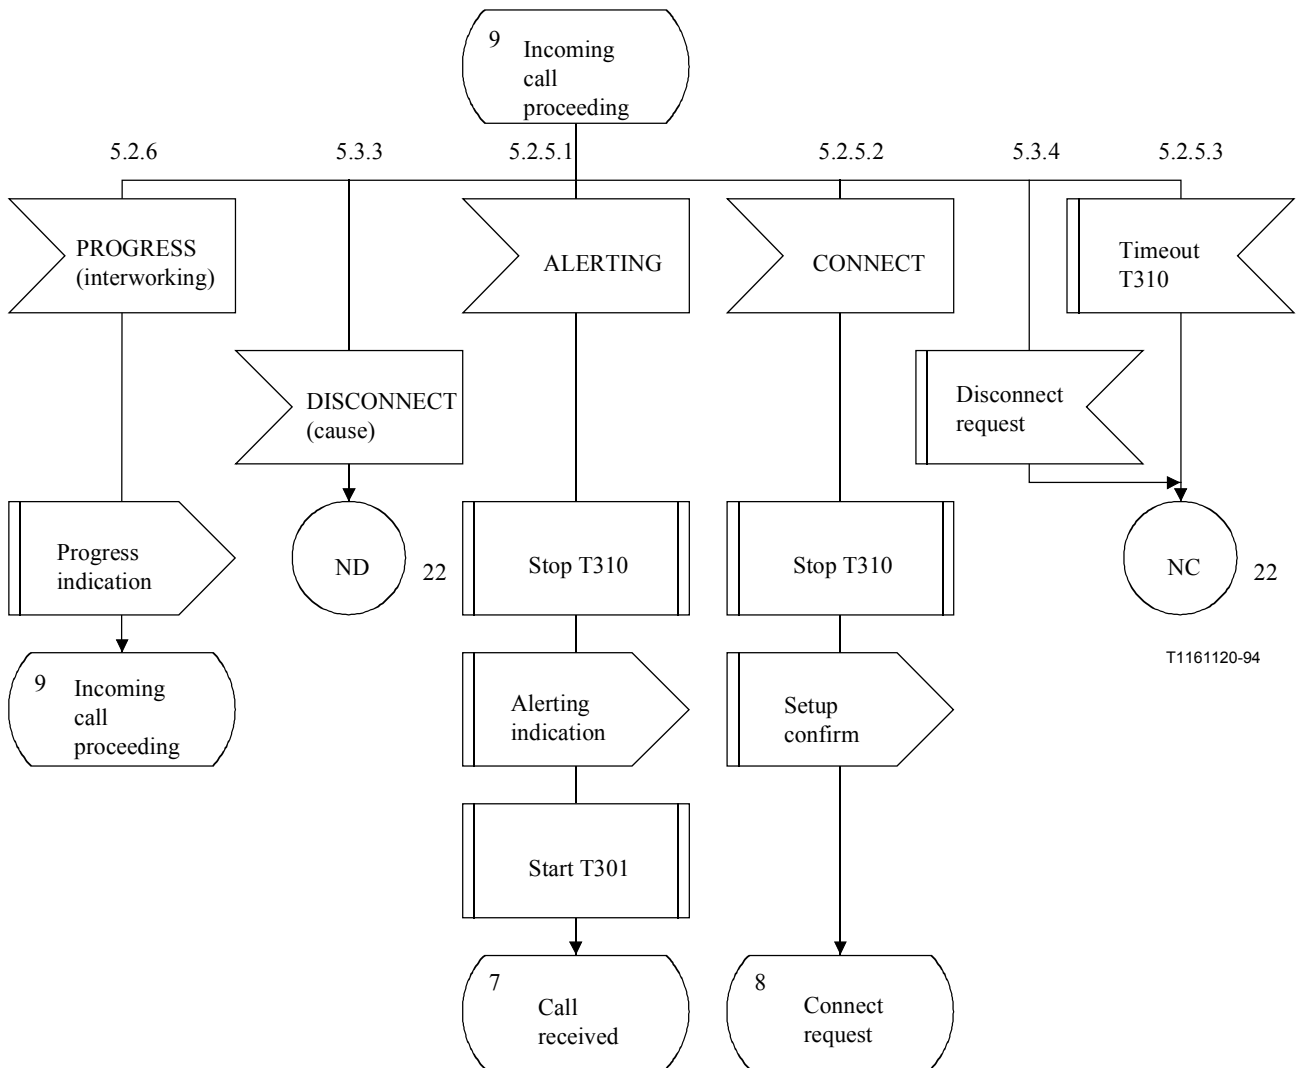 9
Incoming
call
proceeding
5.2.6
5.3.3
5.2.5.1
5.2.5.2
5.3.4
5.2.5.3
PROGRESS
(interworking)
ALERTING
CONNECT
Timeout
T310
DISCONNECT
(cause)
Disconnect
request
Progress
indication
ND
22
Stop T310
Stop T310
NC
22
T1161120-94
9
Incoming
call
proceeding
Alerting
indication
Setup
confirm
Start T301
7
Call
received
8
Connect
request